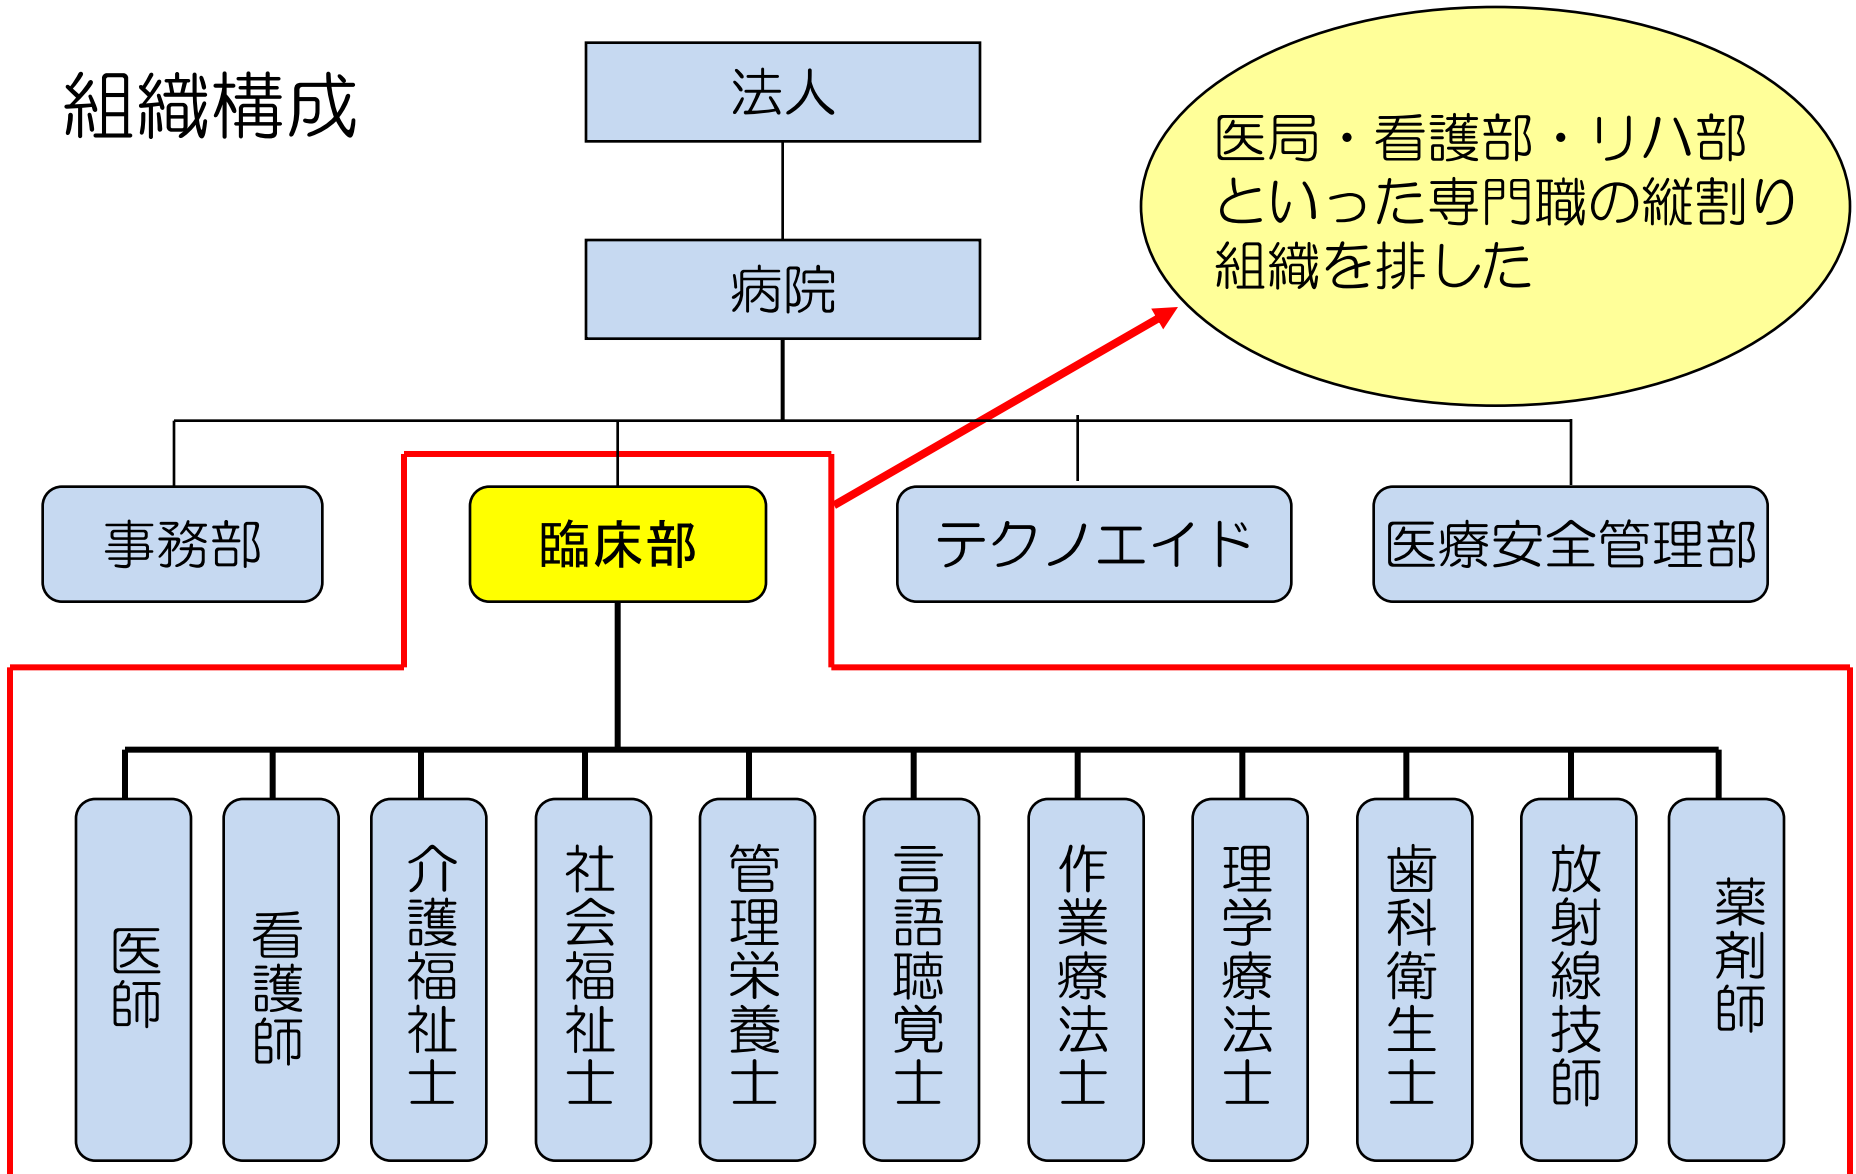 組織構成
法人
病院
医局・看護部・リハ部
といった専門職の縦割り
組織を排した
事務部
臨床部
テクノエイド
医療安全管理部
医師
看護師
介護福祉士
社会福祉士
管理栄養士
言語聴覚士
作業療法士
理学療法士
歯科衛生士
放射線技師
薬剤師